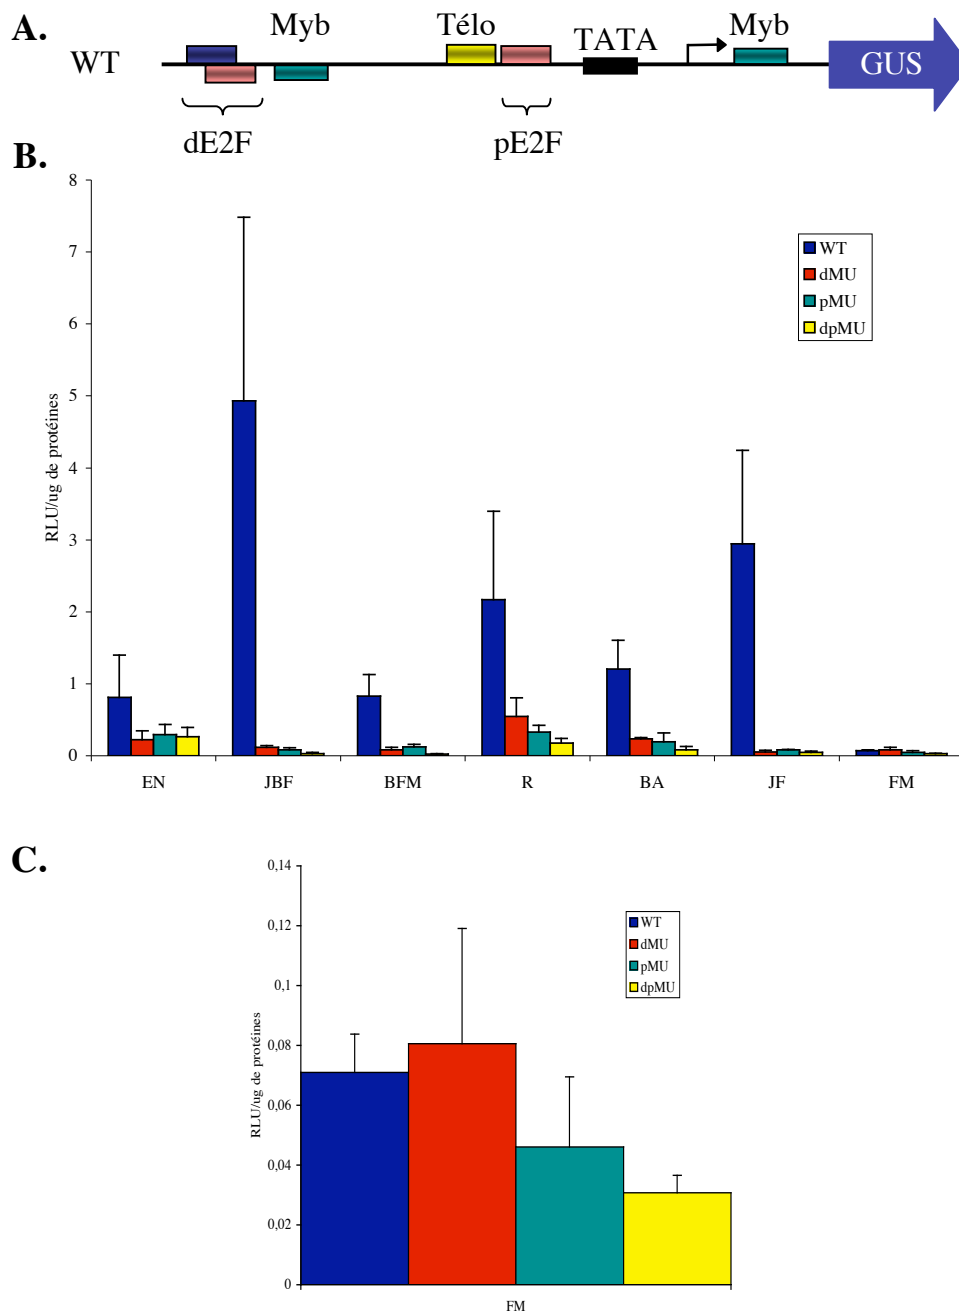 A.
Myb
Télo
TATA
Myb
WT
GUS
dE2F
pE2F
B.
8
7
6
5
4
3
2
1
0
RLU/ug de protéines
WT
dMU
pMU
dpMU
EN
JBF
BFM
R
BA
JF
FM
C.
0,14
0,12
0,1
0,08
0,06
0,04
0,02
0
RLU/ug de protéines
WT
dMU
pMU
dpMU
FM